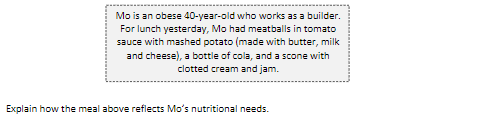 Mo is an obese 40-year-old who works as a builder.
For lunch yesterday, Mo had meatballs in tomato
sauce with mashed potato (made with butter, milk
and cheese), a bottle of cola, and a scone with
clotted cream and jam.
Explain how the meal above reflects Mo's nutritional needs.